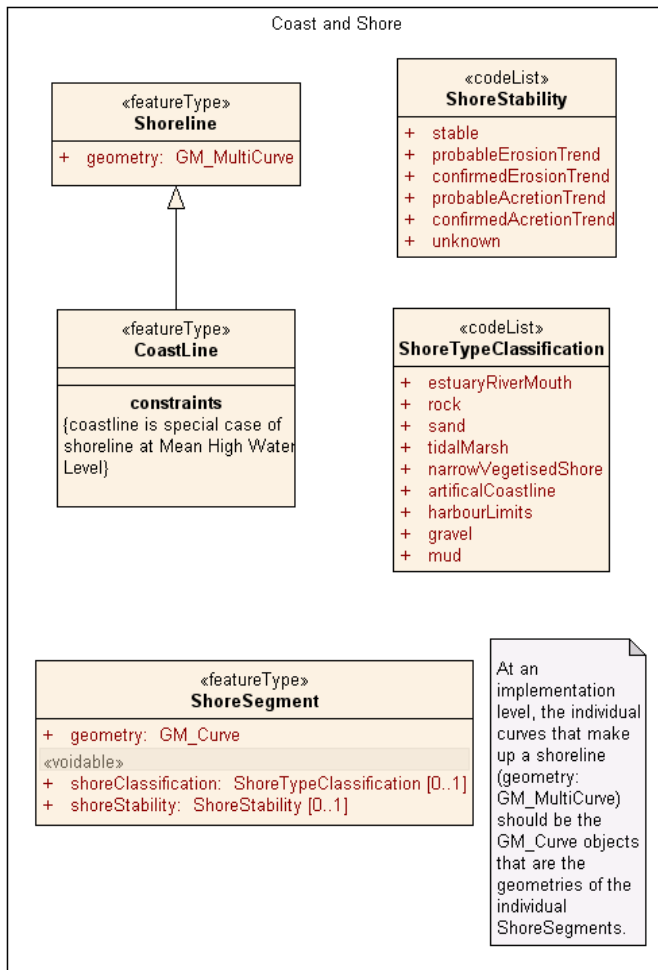 Coast and Shore
«featureType»
Shoreline
+ geometry: GM_MultiCurve
«codeList»
ShoreStability
+ stable
+ probableErosionTrend
+ confirmedErosionTrend
+ probableAcretionTrend
+ confirmedAcretionTrend
+ unknown
«featureType»
CoastLine
constraints
{coastline is special case of
shoreline at Mean High Water
Level}
«codeList»
ShoreTypeClassification
+ estuaryRiverMouth
+ rock
+ sand
+ tidalMarsh
+ narrowVegetisedShore
+ artificalCoastline
+ harbourLimits
+ gravel
+ mud
«featureType»
ShoreSegment
+ geometry: GM_Curve
«voidable»
+ shoreClassification: ShoreTypeClassification [0..1]
+ shoreStability: ShoreStability [0..1]
At an
implementation
level, the individual
curves that make
up a shoreline
(geometry:
GM_MultiCurve)
should be the
GM_Curve objects
that are the
geometries of the
individual
ShoreSegments.